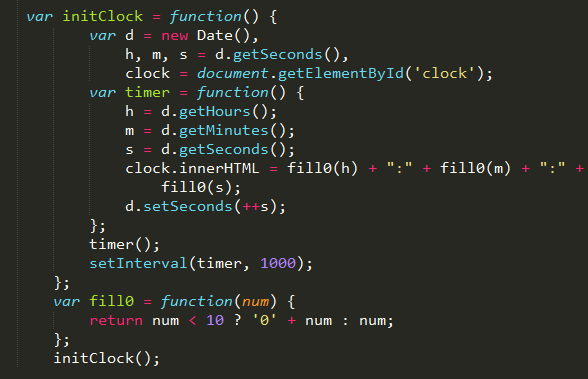 var initClock = function() {
var d = new Date(),
h, m, s = d.getSeconds(),
clock = document.getElementById('clock');
var timer = function() {
h = d.getHours();
m = d.getMinutes();
s = d.getSeconds();
clock.innerHTML = fill0(h) + ":" + fill0(m) + ":" +
fill0(s);
d.setSeconds(++s);
};
timer();
setInterval(timer, 1000);
};
var fill0 = function(num) {
return num < 10 ? '0' + num : num;
};
initClock();